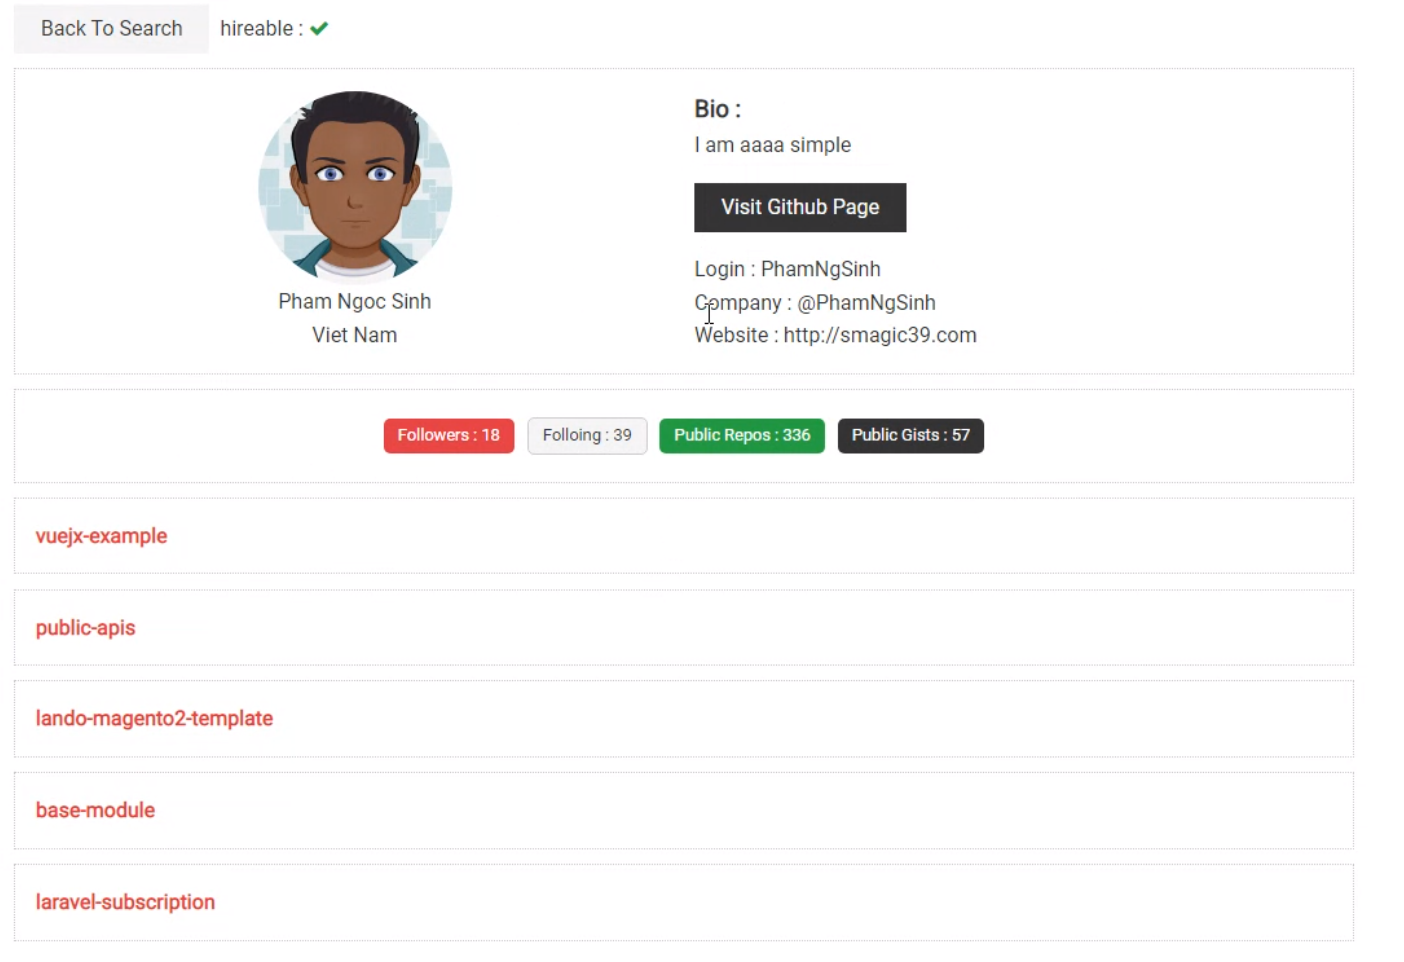 Back To Search hireable :
Bio :
I am aaaa simple
Visit Github Page
Pham Ngoc Sinh
Viet Nam
Login : PhamNgSinh
Company : @PhamNgSinh
Website : http://smagic39.com
Followers : 18 Folloing : 39 Public Repos : 336 Public Gists : 57
vuejx-example
public-apis
lando-magento2-template
base-module
laravel-subscription